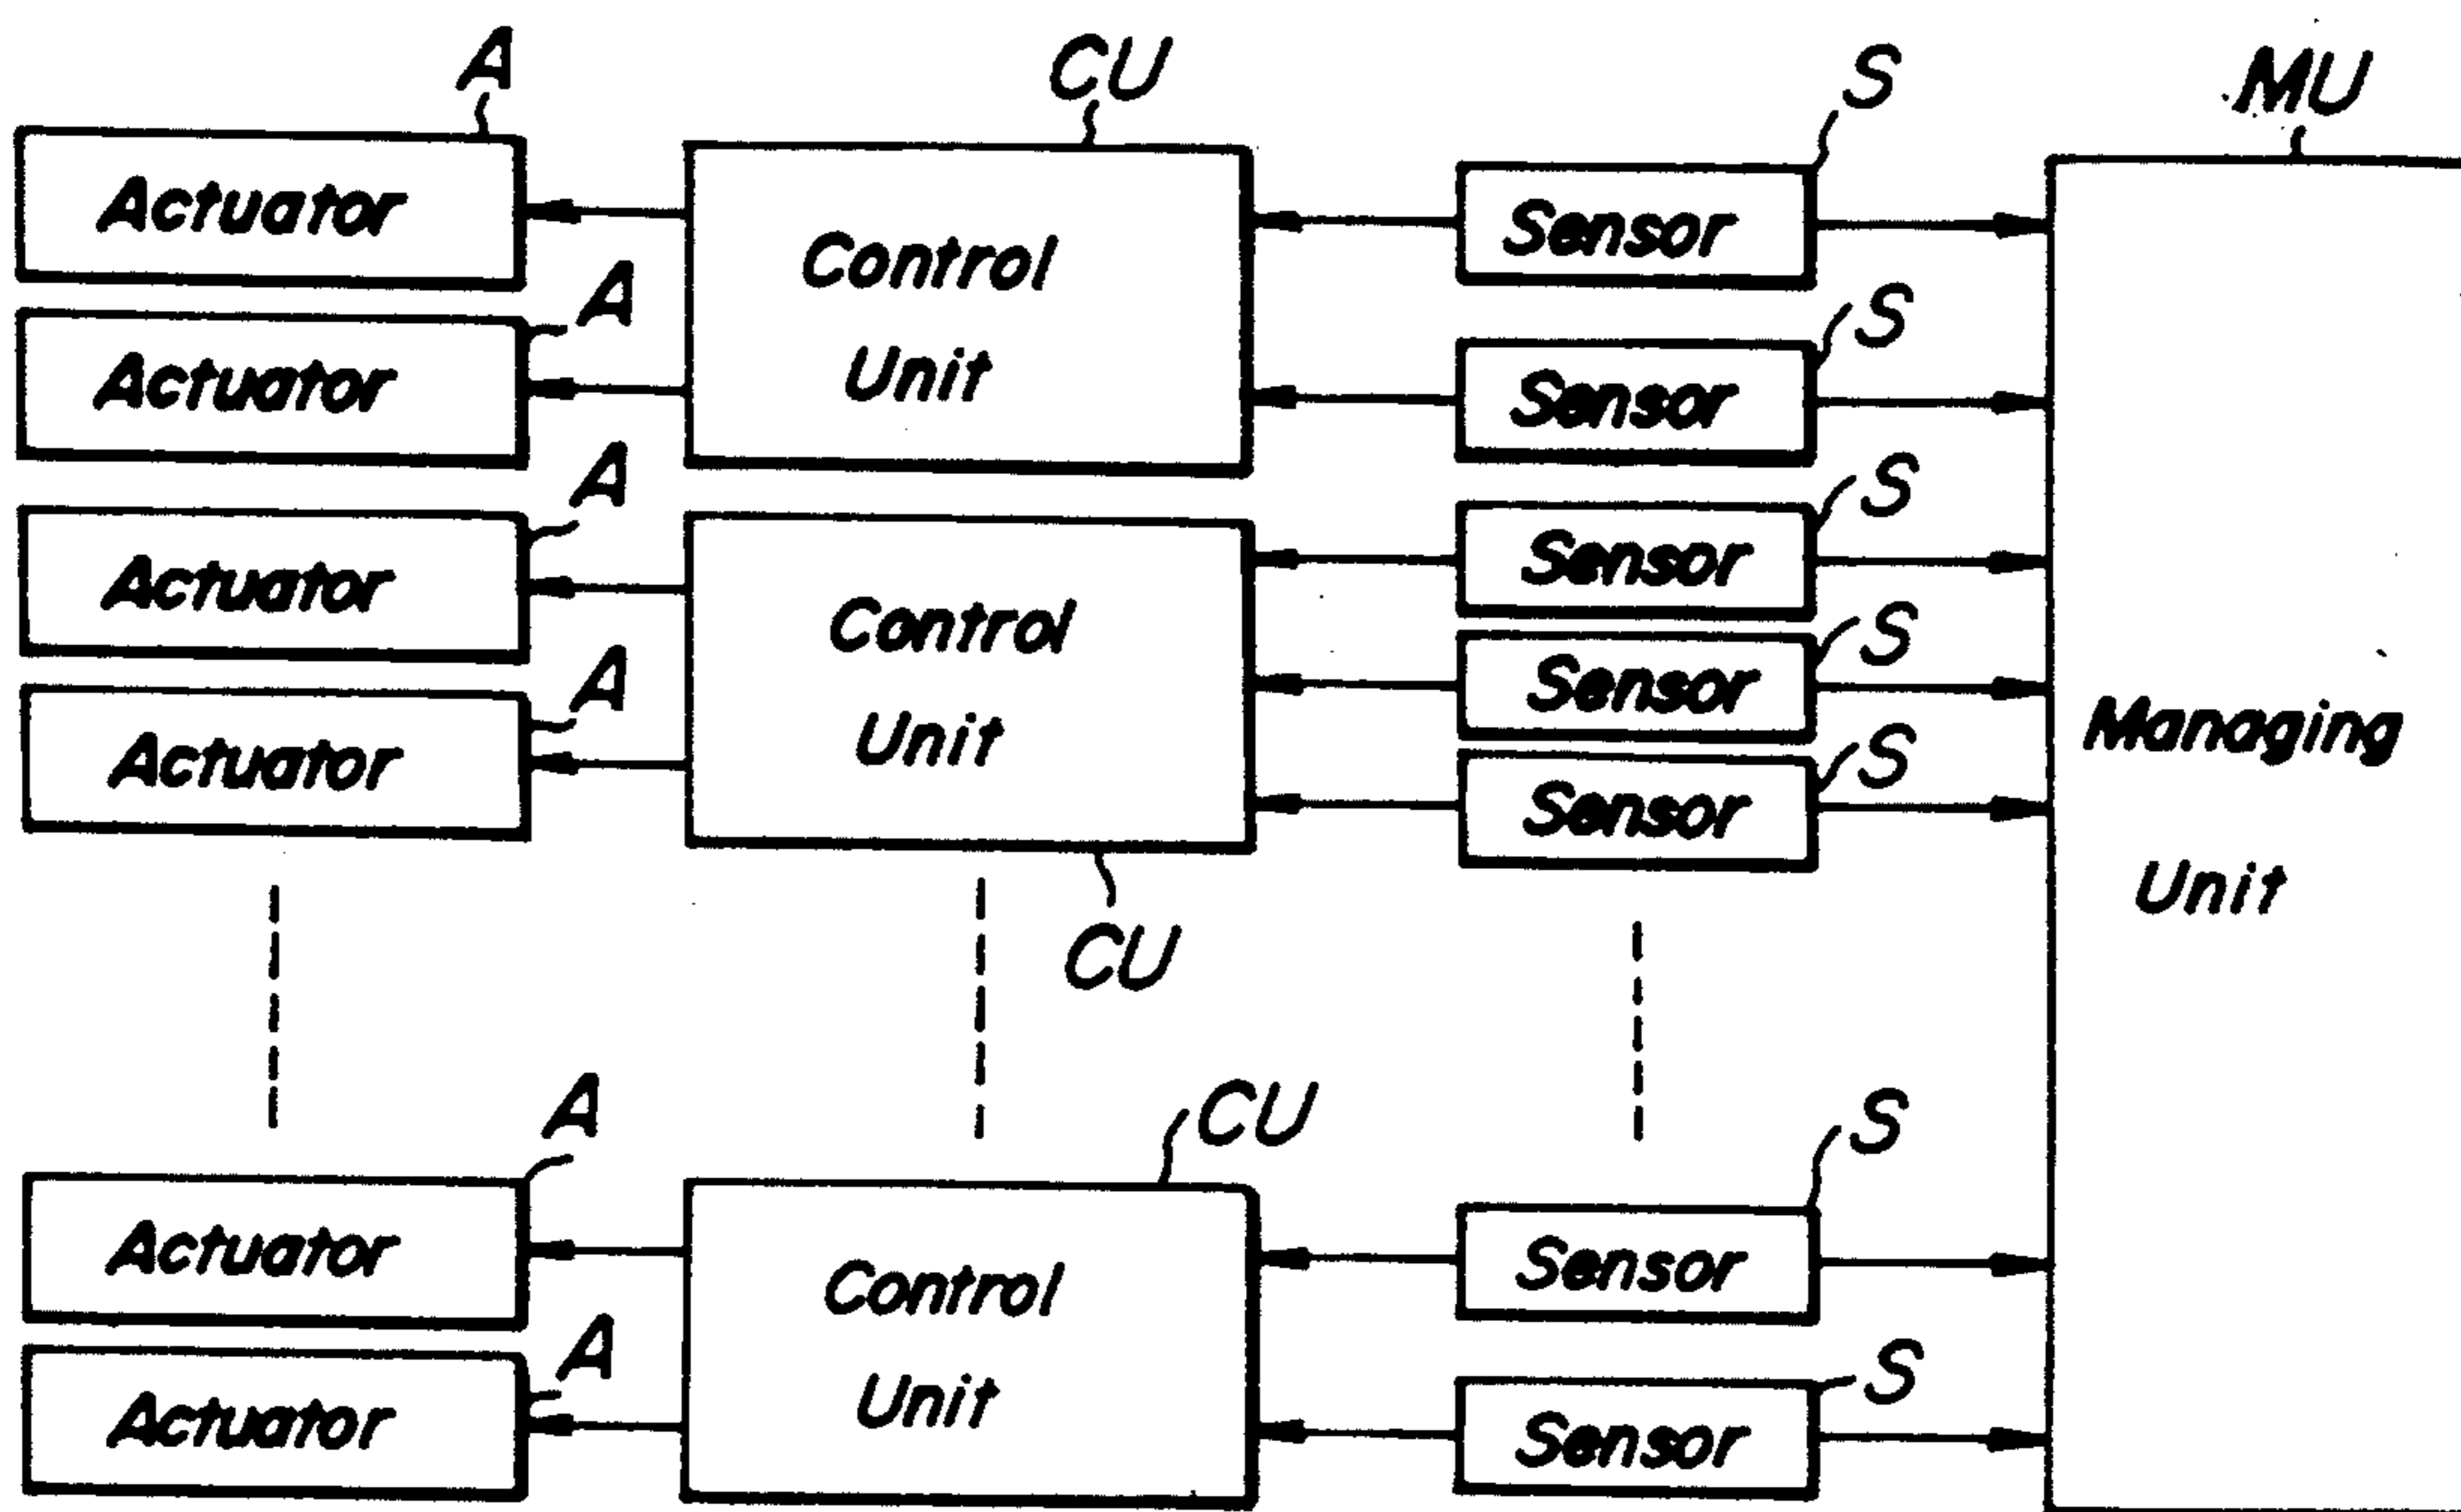 A
CU
S
MU
Actuator
Control
Unit
Sensor
A
Actuator
S
Sensor
A
Actuator
A
Actuator
Control
Unit
CU
S
Sensor
S
Sensor
S
Sensor
Managing
Unit
A
Actuator
A
Actuator
CU
Control
Unit
S
Sensor
S
Sensor